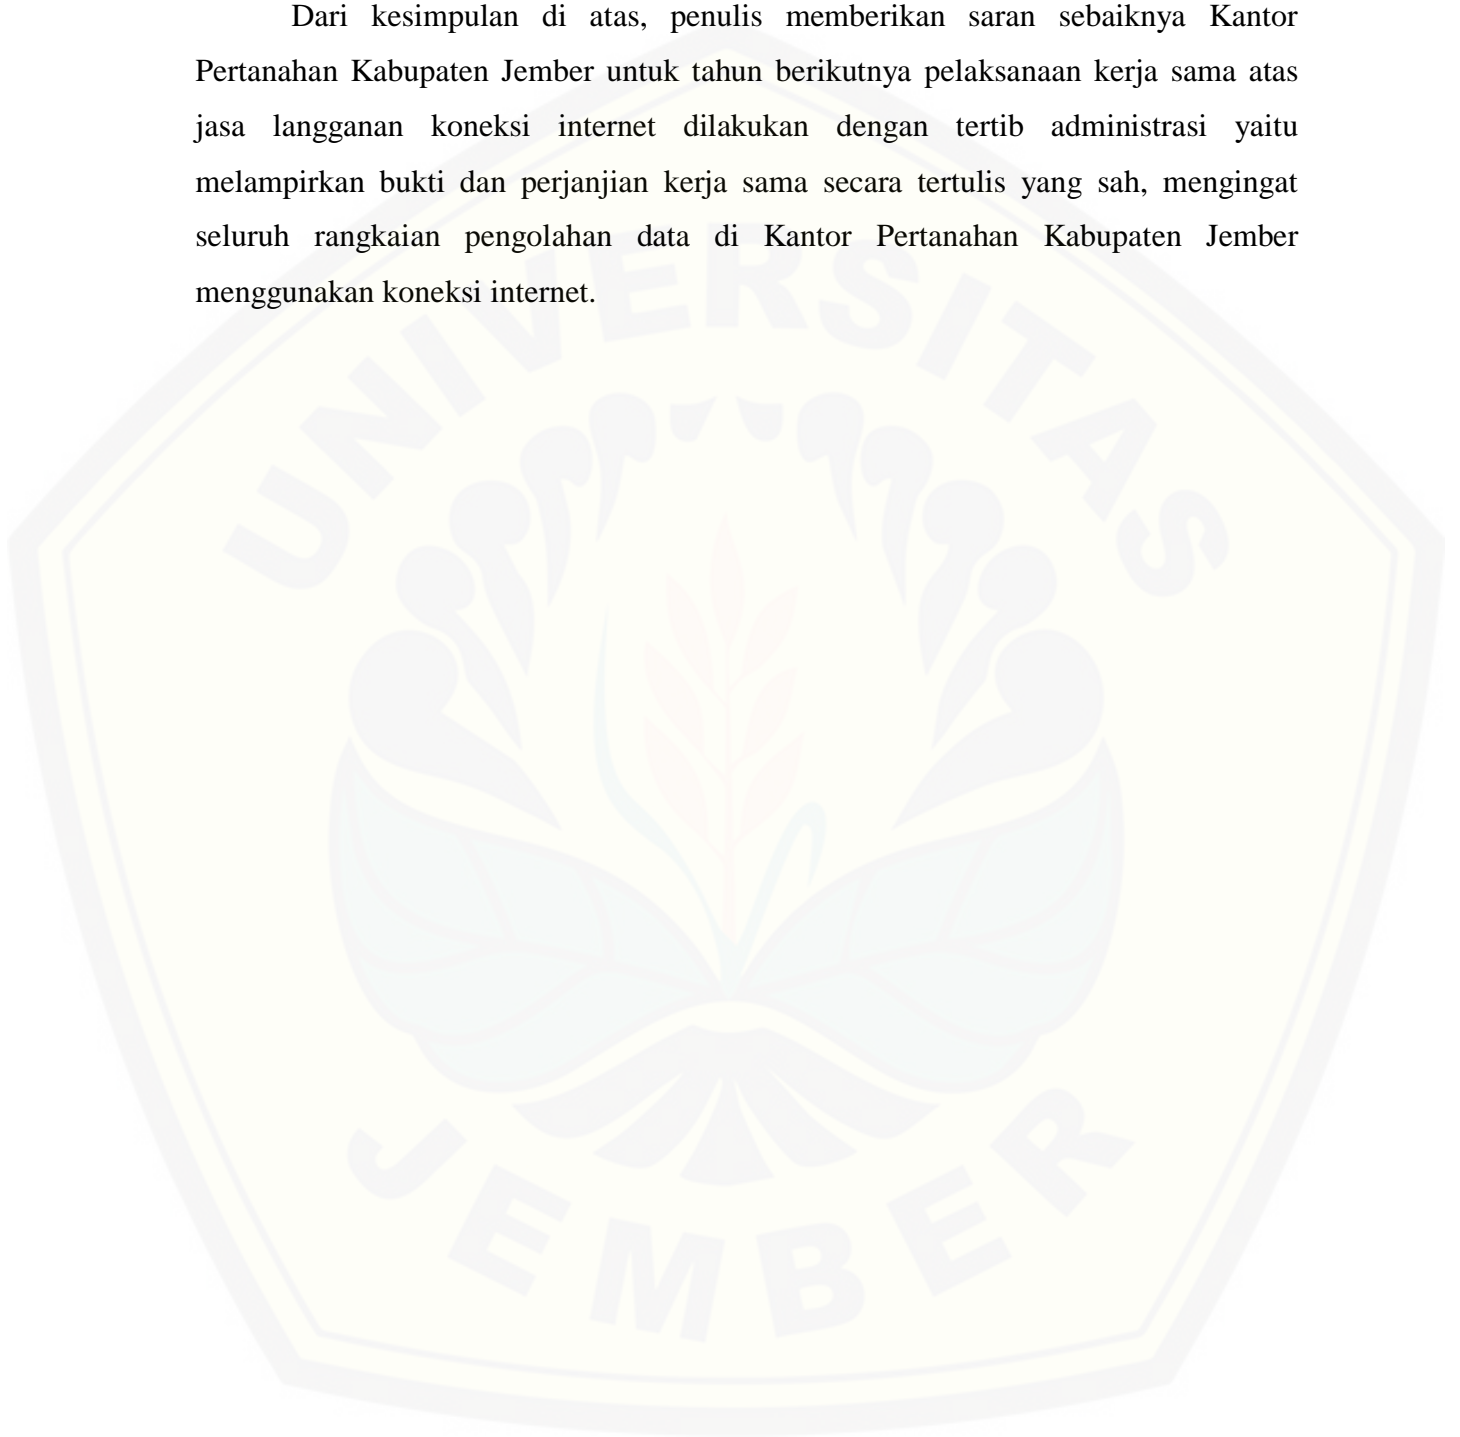 Dari kesimpulan di atas, penulis memberikan saran sebaiknya Kantor
Pertanahan Kabupaten Jember untuk tahun berikutnya pelaksanaan kerja sama atas
jasa langganan koneksi internet dilakukan dengan tertib administrasi yaitu
melampirkan bukti dan perjanjian kerja sama secara tertulis yang sah, mengingat
seluruh rangkaian pengolahan data di Kantor Pertanahan Kabupaten Jember
menggunakan koneksi internet.
UNIVERSITAS
JEMBER